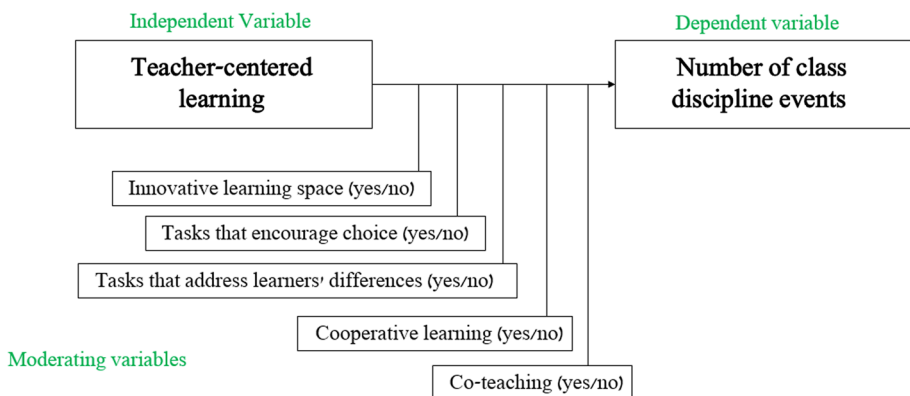 Independent Variable
Dependent variable
Teacher-centered
learning
Number of class
discipline events
Innovative learning space (yes/no)
Tasks that encourage choice (yes/no)
Tasks that address learners' differences (yes/no)
Cooperative learning (yes/no)
Moderating variables
Co-teaching (yes/no)